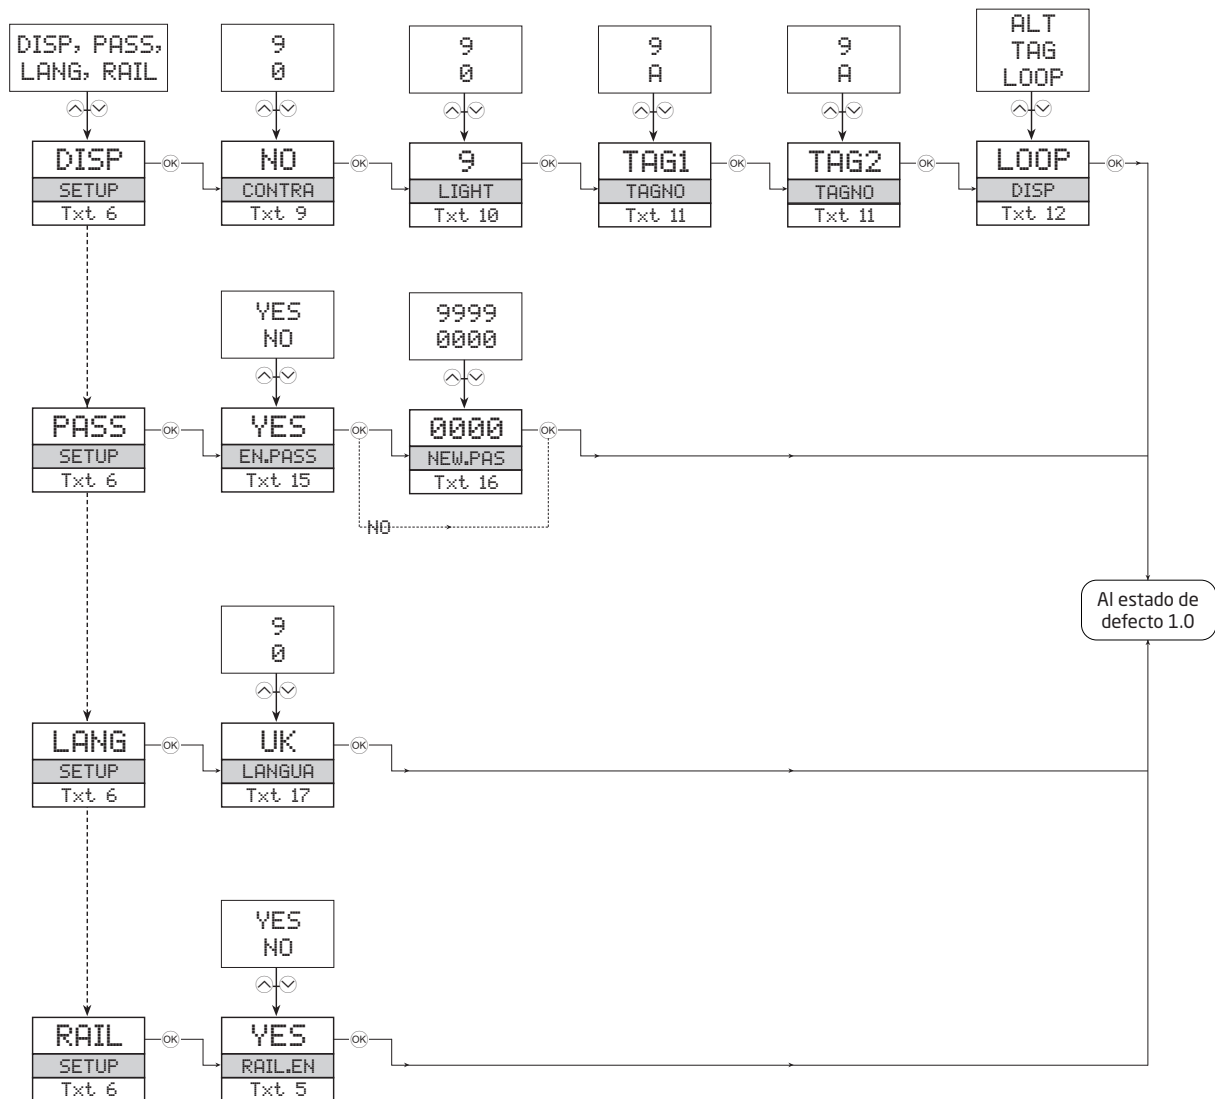 DISP, PASS,
LANG, RAIL
9
0
9
0
9
A
9
A
ALT
TAG
LOOP
DISP
SETUP
Txt 6
OK
NO
CONTRA
Txt 9
OK
9
LIGHT
Txt 10
OK
TAG1
TAGNO
Txt 11
OK
TAG2
TAGNO
Txt 11
OK
LOOP
DISP
Txt 12
OK
YES
NO
9999
0000
PASS
SETUP
Txt 6
OK
YES
EN.PASS
Txt 15
OK
0000
NEW.PAS
Txt 16
OK
NO
Al estado de
defecto 1.0
9
0
LANG
SETUP
Txt 6
OK
UK
LANGUA
Txt 17
OK
YES
NO
RAIL
SETUP
Txt 6
OK
YES
RAIL.EN
Txt 5
OK